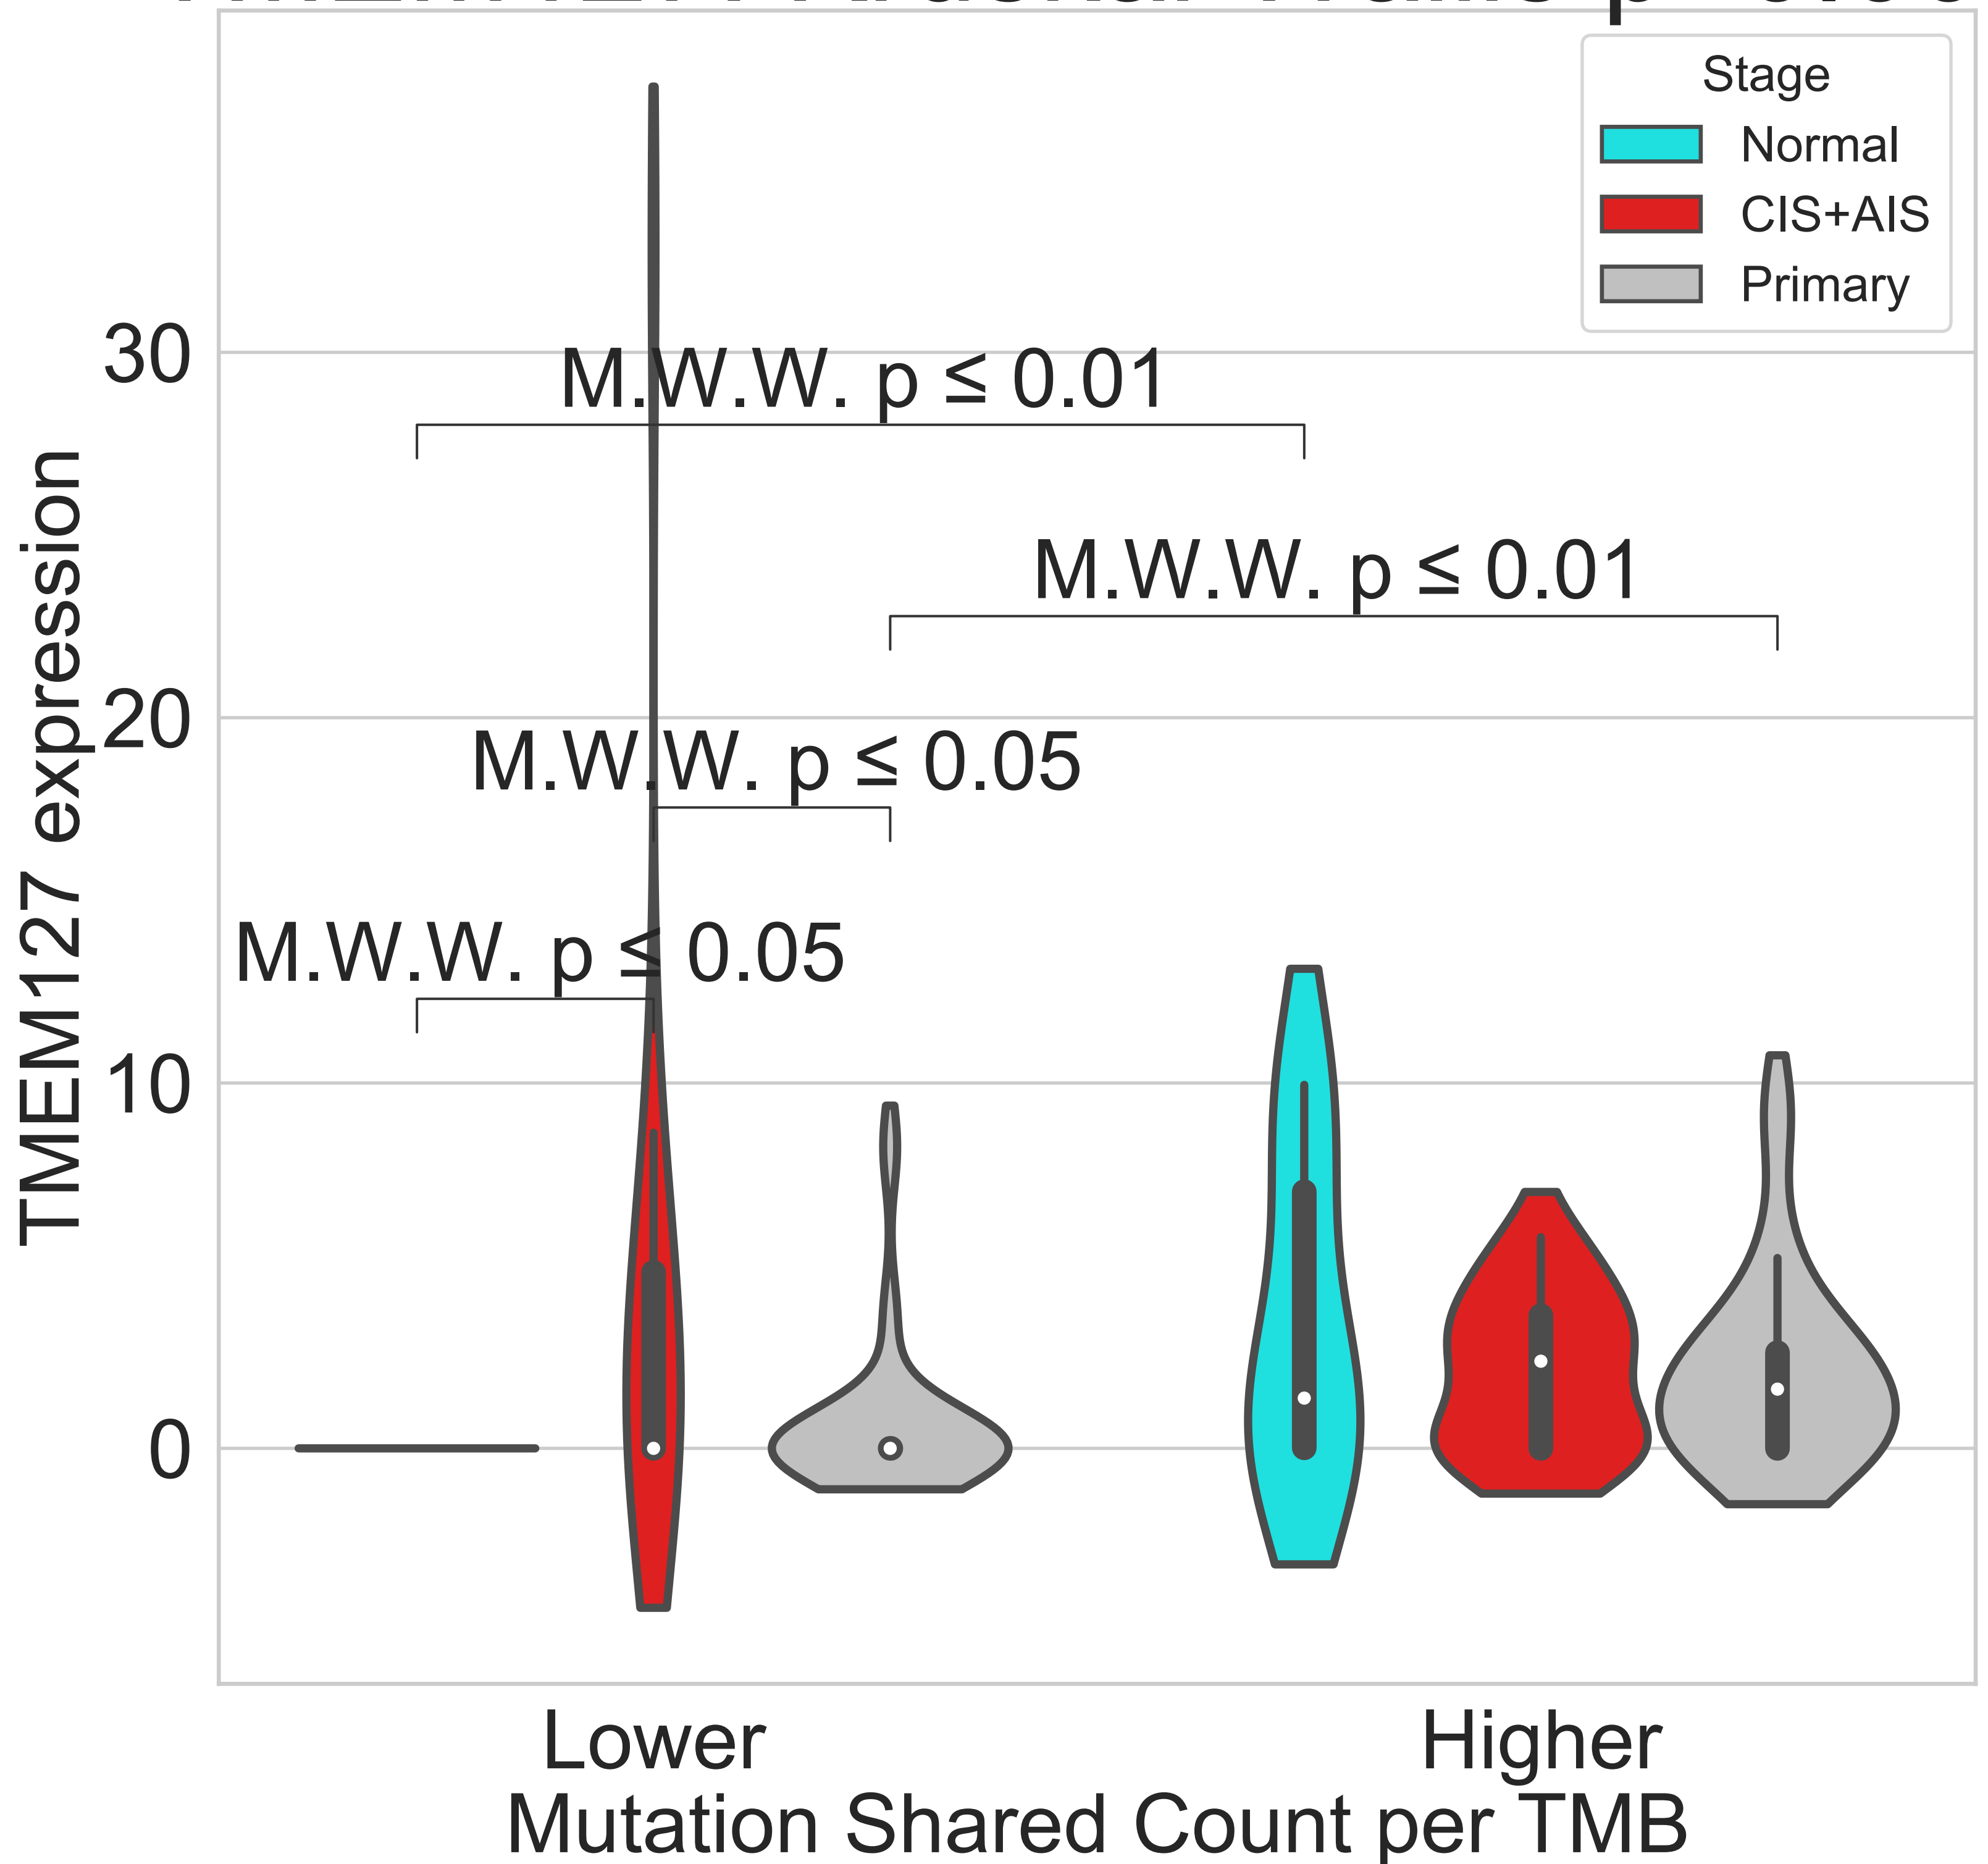 Stage
Normal
CIS+AIS
Primary
30
M.W.W. p ≤ 0.01
M.W.W. p ≤ 0.01
20
M.W.W. p ≤ 0.05
M.W.W. p ≤ 0.05
10
0
TMEM127 expression
Lower
Higher
Mutation Shared Count per TMB